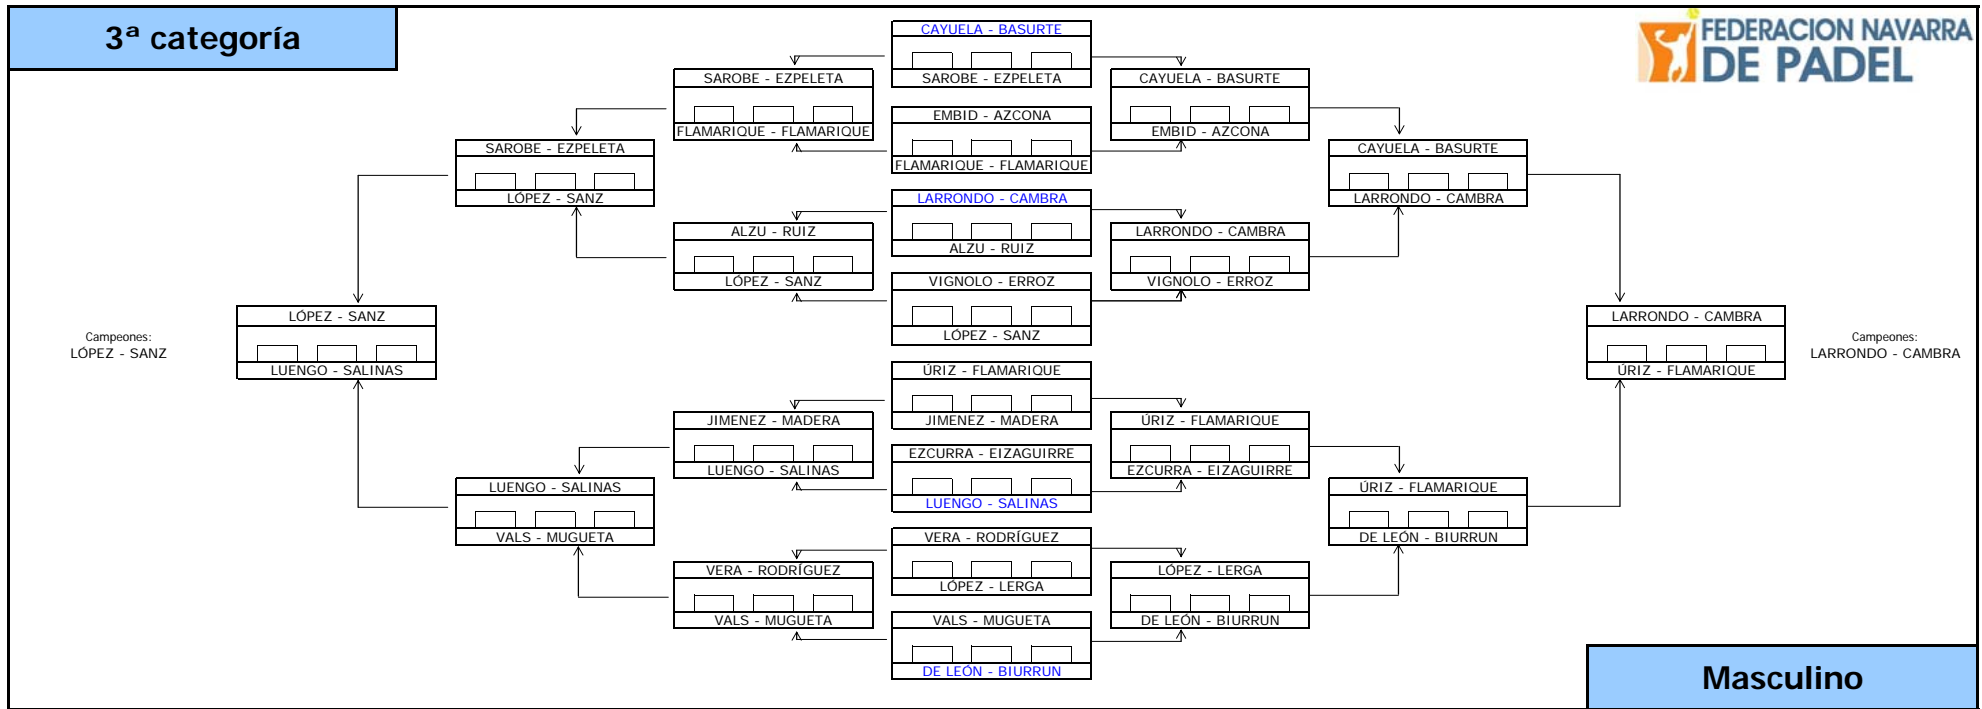 3ª categoría
FEDERACION NAVARRA
DE PADEL
CAYUELA - BASURTE
SAROBE - EZPELETA
SAROBE - EZPELETA
FLAMARIQUE - FLAMARIQUE
CAYUELA - BASURTE
EMBID - AZCONA
EMBID - AZCONA
FLAMARIQUE - FLAMARIQUE
SAROBE - EZPELETA
LÓPEZ - SANZ
CAYUELA - BASURTE
LARRONDO - CAMBRA
LARRONDO - CAMBRA
ALZU - RUIZ
ALZU - RUIZ
LÓPEZ - SANZ
LARRONDO - CAMBRA
VIGNOLO - ERROZ
VIGNOLO - ERROZ
LÓPEZ - SANZ
Campeones:
LÓPEZ - SANZ
LÓPEZ - SANZ
LUENGO - SALINAS
LARRONDO - CAMBRA
ÚRIZ - FLAMARIQUE
Campeones:
LARRONDO - CAMBRA
ÚRIZ - FLAMARIQUE
JIMENEZ - MADERA
JIMENEZ - MADERA
LUENGO - SALINAS
ÚRIZ - FLAMARIQUE
EZCURRA - EIZAGUIRRE
EZCURRA - EIZAGUIRRE
LUENGO - SALINAS
LUENGO - SALINAS
VALS - MUGUETA
ÚRIZ - FLAMARIQUE
DE LEÓN - BIURRUN
VERA - RODRÍGUEZ
LÓPEZ - LERGA
VERA - RODRÍGUEZ
VALS - MUGUETA
LÓPEZ - LERGA
DE LEÓN - BIURRUN
VALS - MUGUETA
DE LEÓN - BIURRUN
Masculino